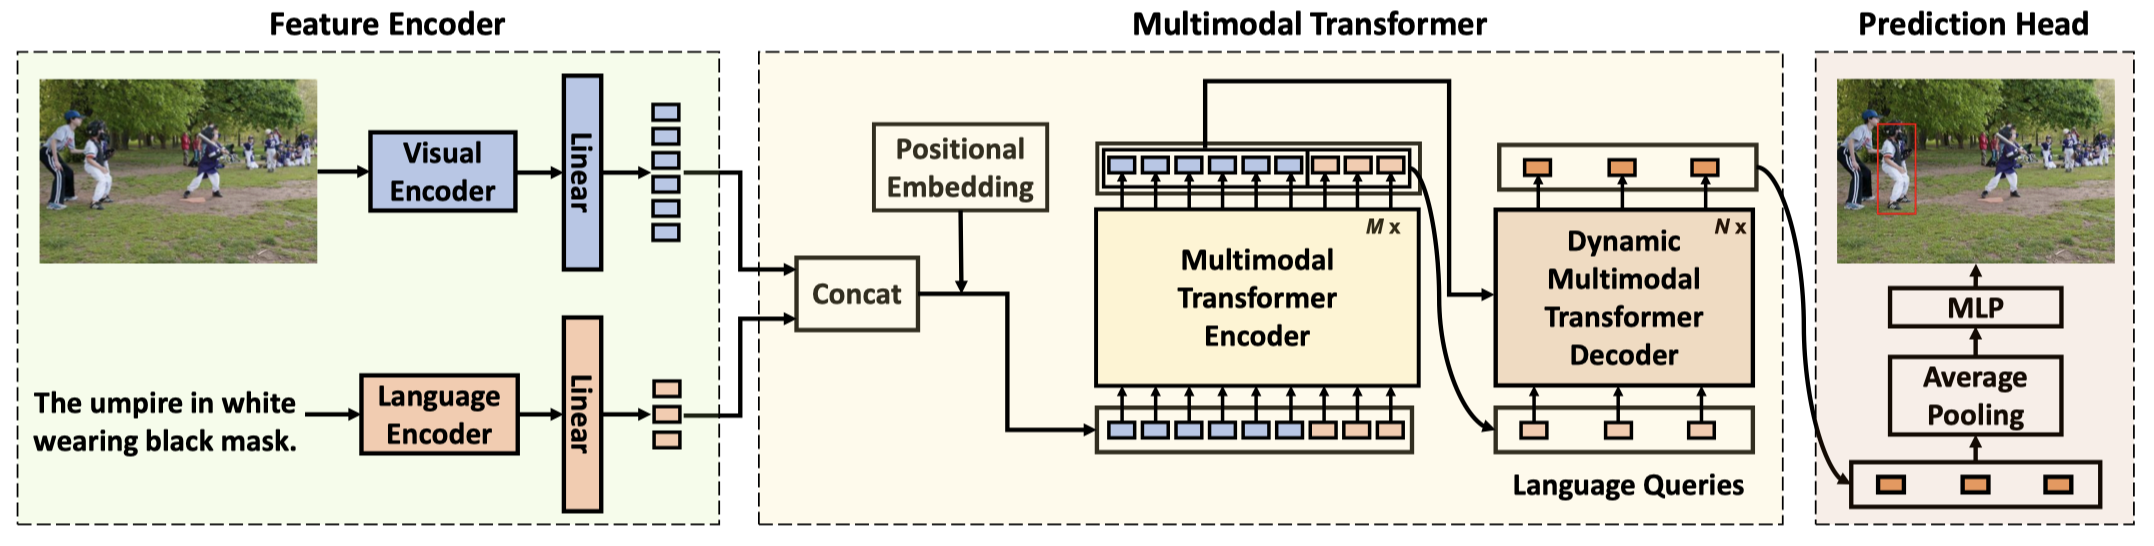 Feature Encoder
Multimodal Transformer
Prediction Head
Visual
Encoder
Linear
The umpire in white
wearing black mask.
Language
Encoder
Linear
Positional
Embedding
Concat
M x
Multimodal
Transformer
Encoder
N x
Dynamic
Multimodal
Transformer
Decoder
Language Queries
MLP
Average
Pooling